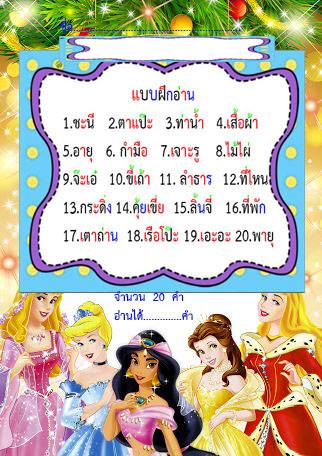 แบบฝึกอ่าน
1.ชะนี 2.ตาแป๊ะ 3.ท่าน้ำ 4.เสื้อผ้า
5.อายุ 6. กำมือ 7.เจาะรู 8.ไม้ไผ่
9.จ๊ะเอ๋ 10.ขี้เถ้า 11. ลำธาร 12.ที่ไหน
13.กระดิ่ง 14.คุ้ยเขี่ย 15.ลิ้นจี่ 16.ที่พัก
17.เตาถ่าน 18.เรือโป๊ะ 19.เอะอะ 20.พายุ
จำนวน 20 คำ
อ่านได้.............คำ